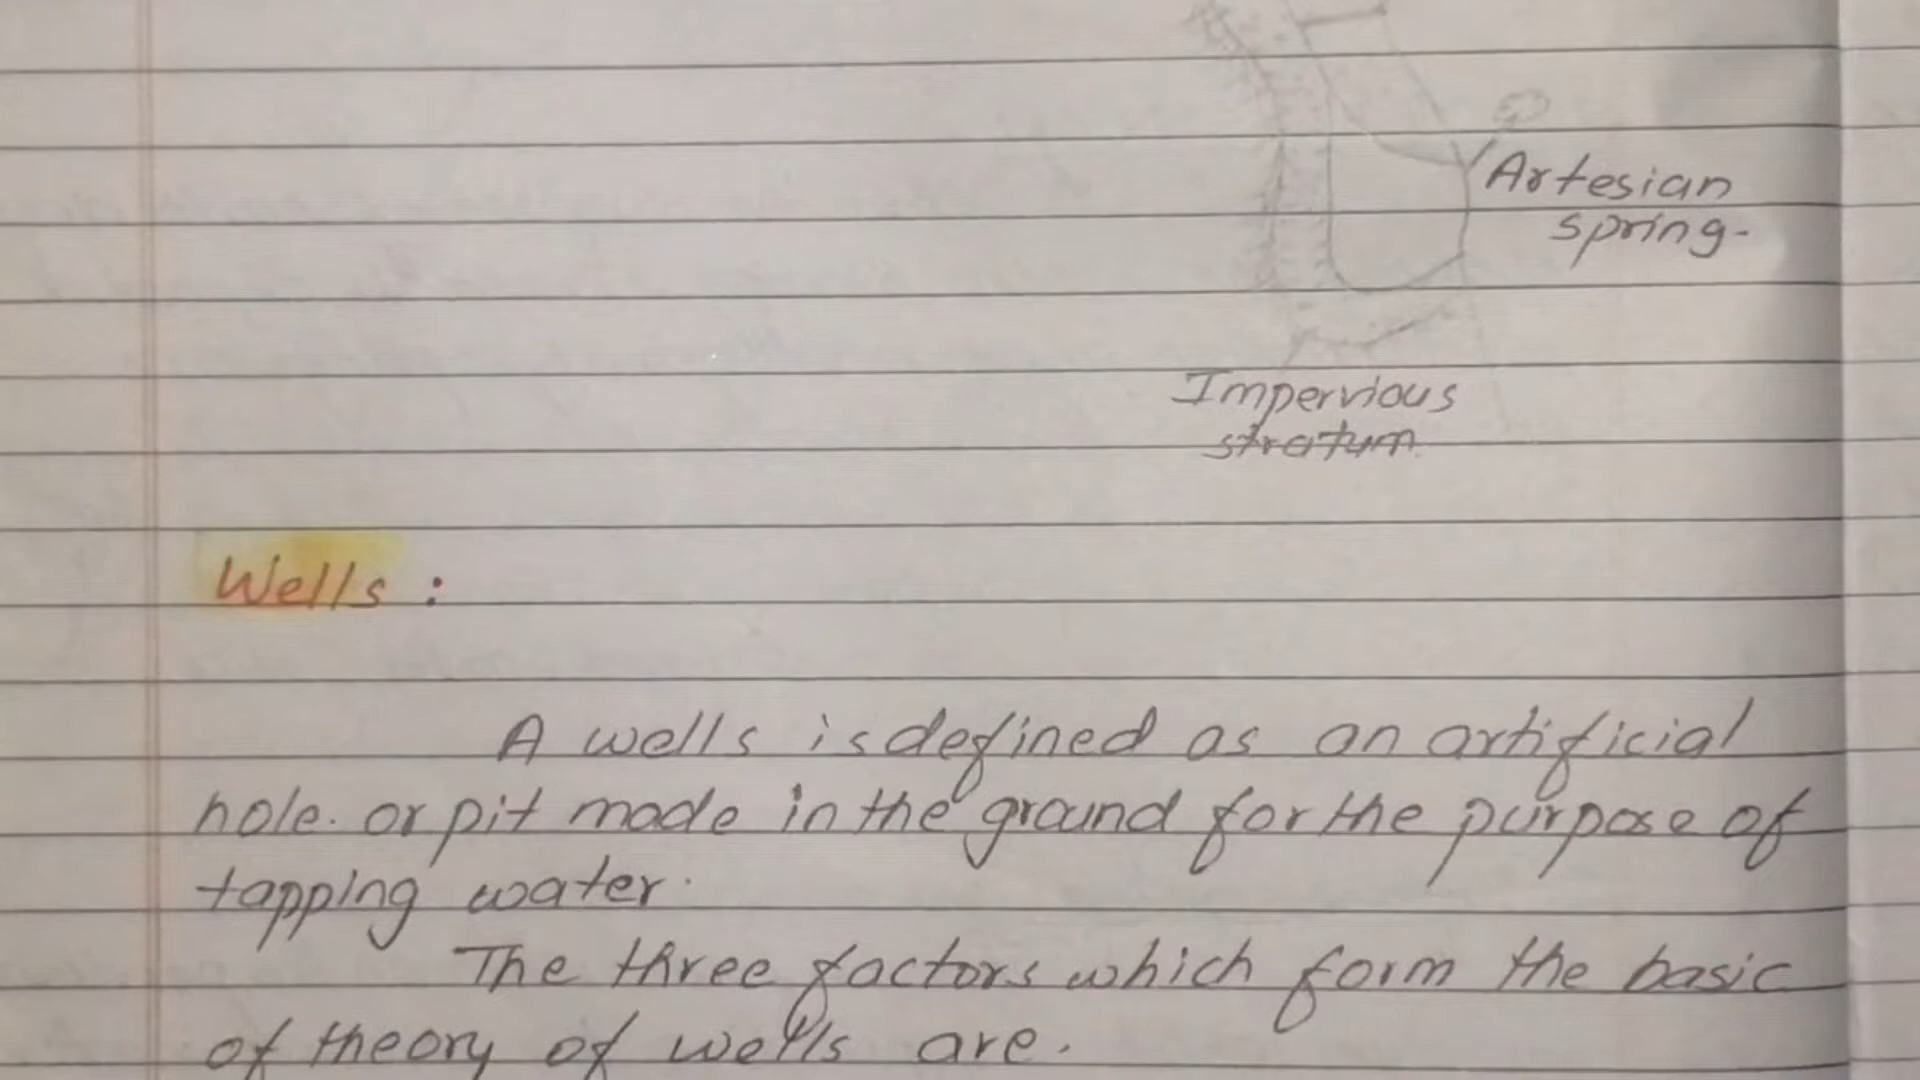 Artesian
spring.
Impervious
stratum.
Wells :
A wells is defined as an artificial
hole. or pit made in the ground for the purpose of
tapping water.
The three factors which form the basic
of theory of wells are.